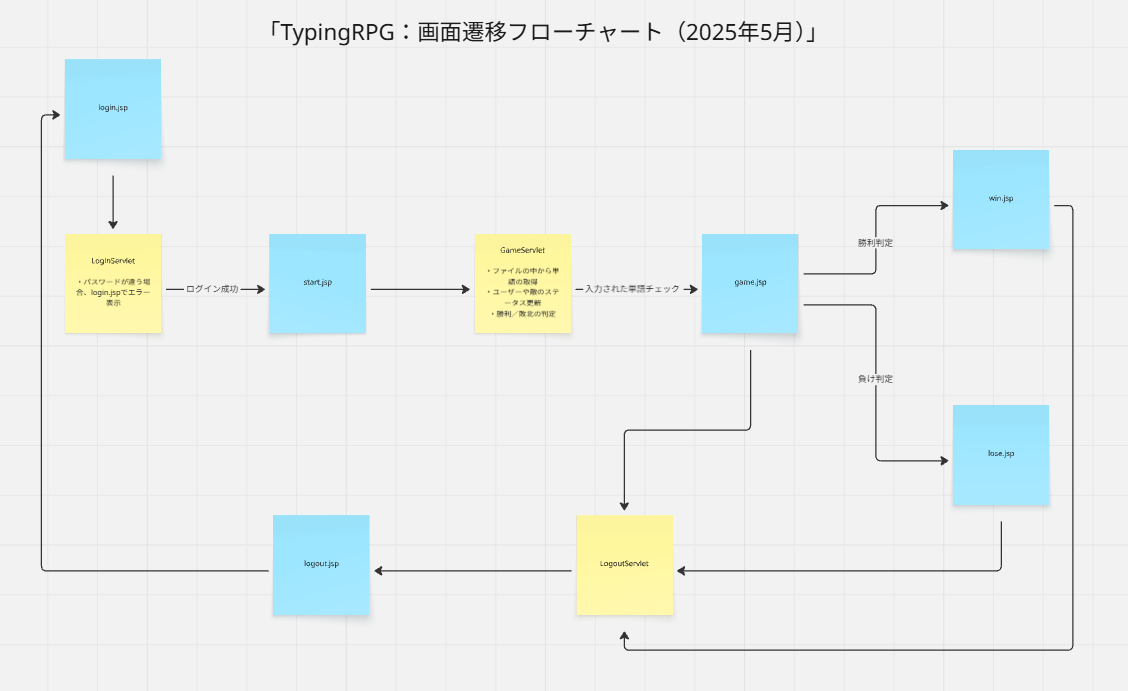 「TypingRPG：画面遷移フローチャート（2025年5月）」
login.jsp
LoginServlet
・パスワードが違う場
合、login.jspでエラー
表示
ログイン成功
start.jsp
GameServlet
・ファイルの中から単
語の取得
・ユーザーや敵のステ
ータス更新
・勝利／敗北の判定
入力された単語チェック
game.jsp
勝利判定
win.jsp
負け判定
lose.jsp
logout.jsp
LogoutServlet